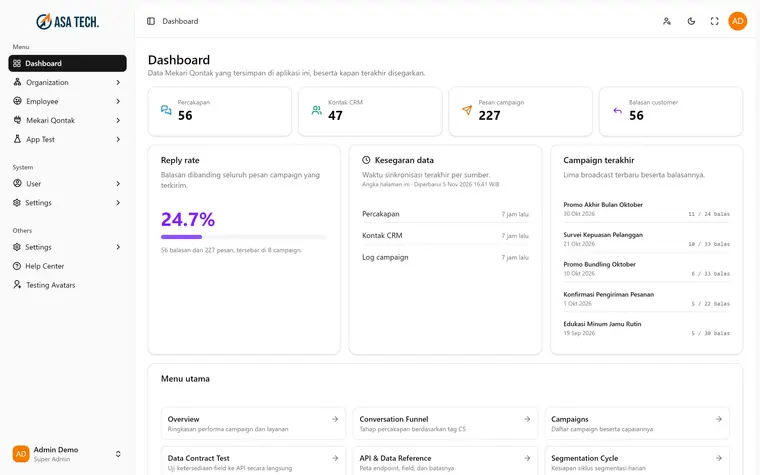 ASA TECH.
Menu
Dashboard
Organization
Employee
Mekari Qontak
App Test
System
User
Settings
Others
Settings
Help Center
Testing Avatars
AD
Admin Demo
Super Admin
Dashboard
AD
Dashboard
Data Mekari Qontak yang tersimpan di aplikasi ini, beserta kapan terakhir disegarkan.
Percakapan
56
Kontak CRM
47
Pesan campaign
227
Balasan customer
56
Reply rate
Balasan dibanding seluruh pesan campaign yang
terkirim.
24.7%
56 balasan dari 227 pesan, tersebar di 8 campaign.
Kesegaran data
Waktu sinkronisasi terakhir per sumber.
Angka halaman ini · Diperbarui 5 Nov 2026 16.41 WIB
Percakapan 7 jam lalu
Kontak CRM 7 jam lalu
Log campaign 7 jam lalu
Campaign terakhir
Lima broadcast terbaru beserta balasannya.
Promo Akhir Bulan Oktober
30 Okt 2026 11 / 24 balas
Survei Kepuasan Pelanggan
21 Okt 2026 10 / 33 balas
Promo Bundling Oktober
10 Okt 2026 6 / 33 balas
Konfirmasi Pengiriman Pesanan
1 Okt 2026 5 / 22 balas
Edukasi Minum Jamu Rutin
19 Sep 2026 5 / 30 balas
Menu utama
Overview
Ringkasan performa campaign dan layanan
Conversation Funnel
Tahap percakapan berdasarkan tag CS
Campaigns
Daftar campaign beserta capaiannya
Data Contract Test
Uji ketersediaan field ke API secara langsung
API & Data Reference
Peta endpoint, field, dan batasnya
Segmentation Cycle
Kesiapan siklus segmentasi harian